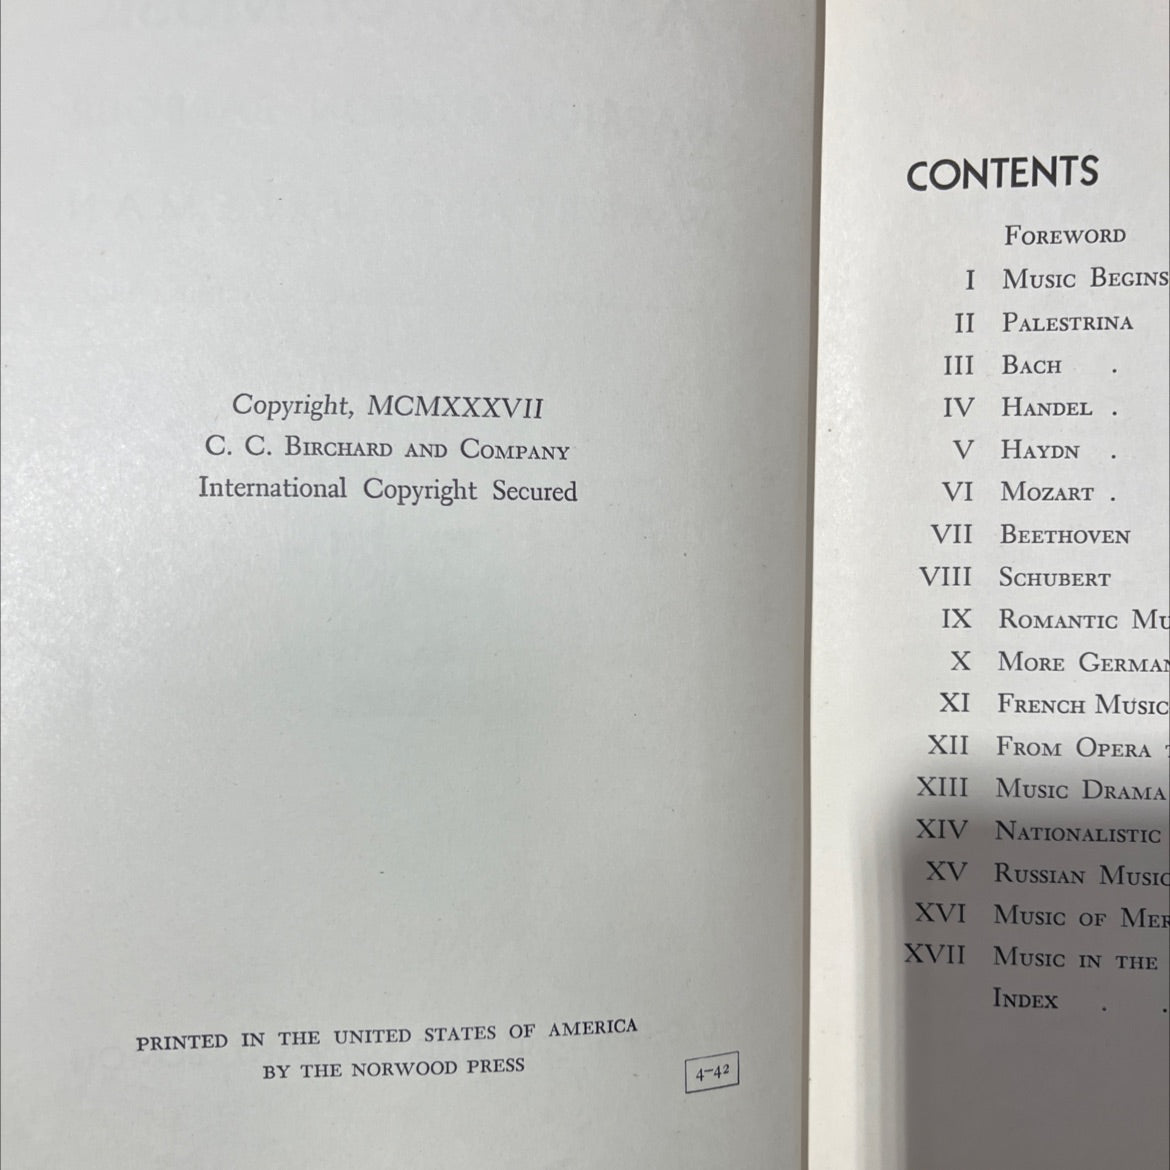 Copyright, MCMXXXVII
C. C. Birchard and Company
International Copyright Secured
PRINTED IN THE UNITED STATES OF AMERICA
BY THE NORWOOD PRESS
4-42
CONTENTS
Foreword
I Music Begins
II Palestrina
III Bach .
IV Handel .
V Haydn .
VI Mozart .
VII Beethoven
VIII Schubert
IX Romantic
X More German
XI French Music
XII From Opera
XIII Music Drama
XIV Nationalistic
XV Russian Music
XVI Music of
XVII Music in the
Index . .